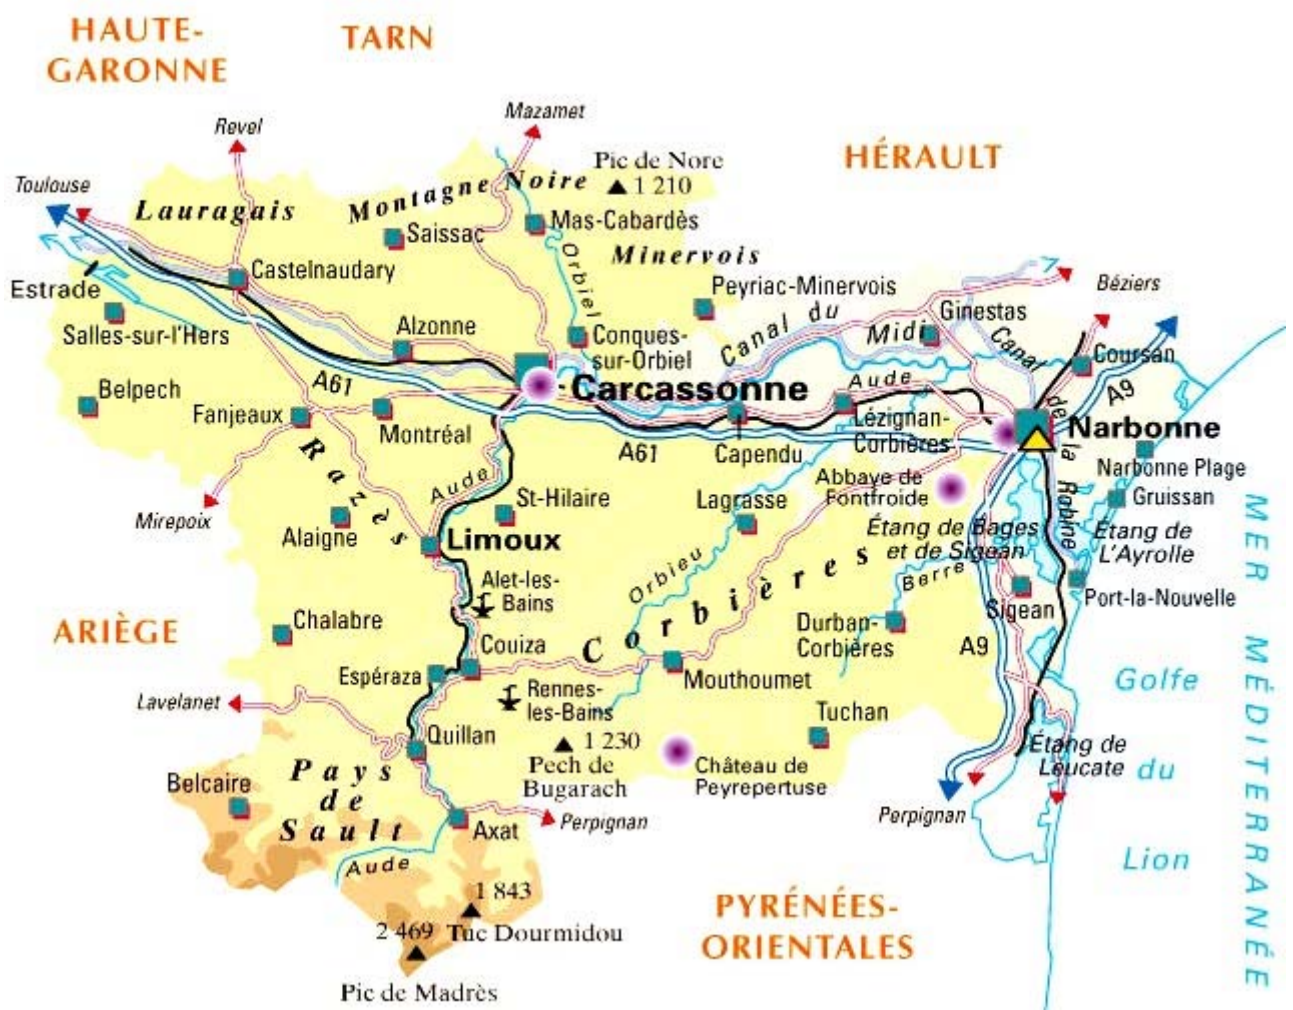 HAUTE-
GARONNE
TARN
HÉRAULT
Mazamet
Revel
Pic de Nore
1 210
Toulouse
Lauragais
Montagne Noire
Mas-Cabardès
Saissac
Orbiel
Minervois
Castelnaudary
Peyriac-Minervois
Béziers
Estrade
Ginestas
Salles-sur-l'Hers
Alzonne
Conques-
sur-Orbiel
Canal du
Midi
Canal
de
la
Robine
Coursan
A61
Carcassonne
Aude
A9
Belpech
Fanjeaux
Montréal
Razès
A61
Capendu
Lézignan-
Corbières
Narbonne
Narbonne Plage
Aude
St-Hilaire
Lagrasse
Abbaye de
Fontfroide
Gruissan
Mirepoix
Alaigne
Limoux
Étang de Bages
et de Sigean
Étang de
L'Ayrolle
Orbieu
Berre
Alet-les-
Bains
Sigean
Port-la-Nouvelle
ARIÈGE
Chalabre
Couiza
Corbières
Durban-
Corbières
A9
Espéraza
Mouthoumet
Lavelanet
Rennes-
les-Bains
Tuchan
Quillan
1 230
Pech de
Bugarach
Château de
Peyrepertuse
Étang de
Leucate
Golfe
du
Lion
MER MÉDITERRANÉE
Belcaire
Pays
de
Sault
Axat
Perpignan
Perpignan
Aude
1 843
Tuc Dourmidou
2 469
Pic de Madrès
PYRÉNÉES-
ORIENTALES